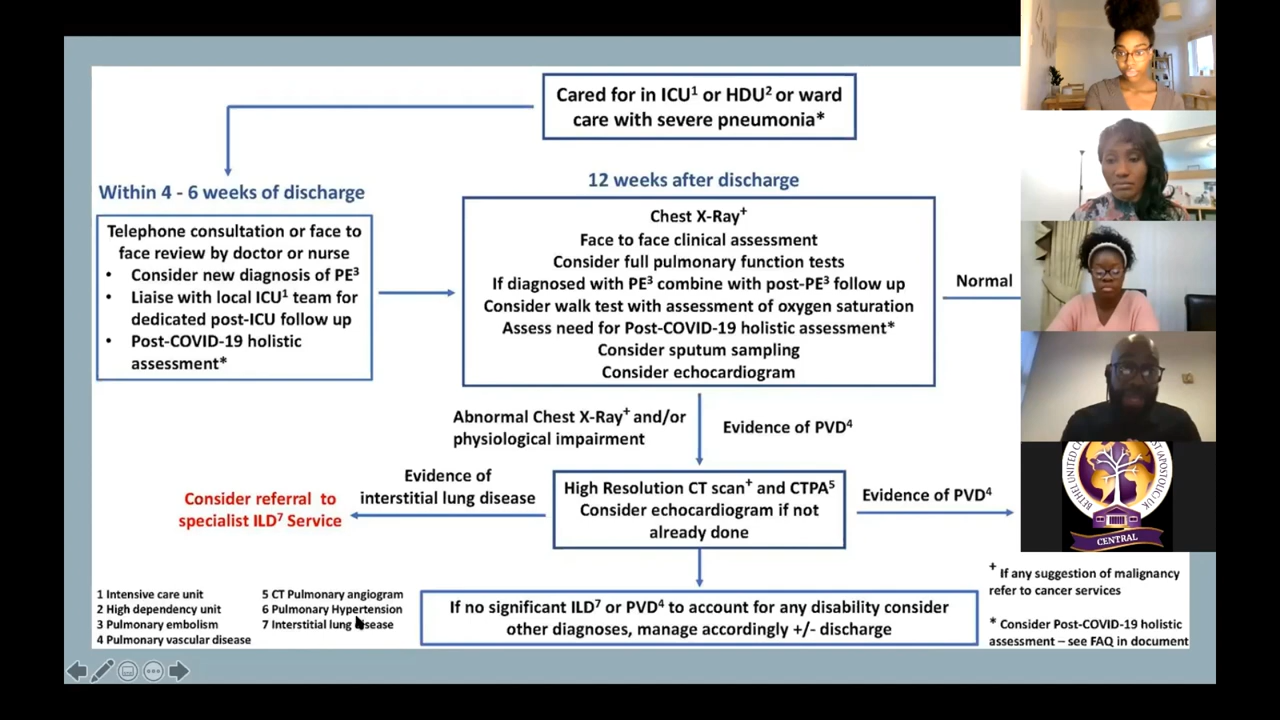 Cared for in ICU¹ or HDU² or ward
care with severe pneumonia*
Within 4 - 6 weeks of discharge
Telephone consultation or face to
face review by doctor or nurse
• Consider new diagnosis of PE³
• Liaise with local ICU¹ team for
dedicated post-ICU follow up
• Post-COVID-19 holistic
assessment*
12 weeks after discharge
Chest X-Ray⁺
Face to face clinical assessment
Consider full pulmonary function tests
If diagnosed with PE³ combine with post-PE³ follow up
Consider walk test with assessment of oxygen saturation
Assess need for Post-COVID-19 holistic assessment*
Consider sputum sampling
Consider echocardiogram
Normal
Abnormal Chest X-Ray⁺ and/or
physiological impairment
Evidence of PVD⁴
Evidence of
interstitial lung disease
Consider referral to
specialist ILD⁷ Service
High Resolution CT scan⁺ and CTPA⁵
Consider echocardiogram if not
already done
Evidence of PVD⁴
If no significant ILD⁷ or PVD⁴ to account for any disability consider
other diagnoses, manage accordingly +/- discharge
1 Intensive care unit
2 High dependency unit
3 Pulmonary embolism
4 Pulmonary vascular disease
5 CT Pulmonary angiogram
6 Pulmonary Hypertension
7 Interstitial lung disease
⁺ If any suggestion of malignancy
refer to cancer services
* Consider Post-COVID-19 holistic
assessment – see FAQ in document
BETHEL UNITED
(APOSTOLIC) UK
CENTRAL